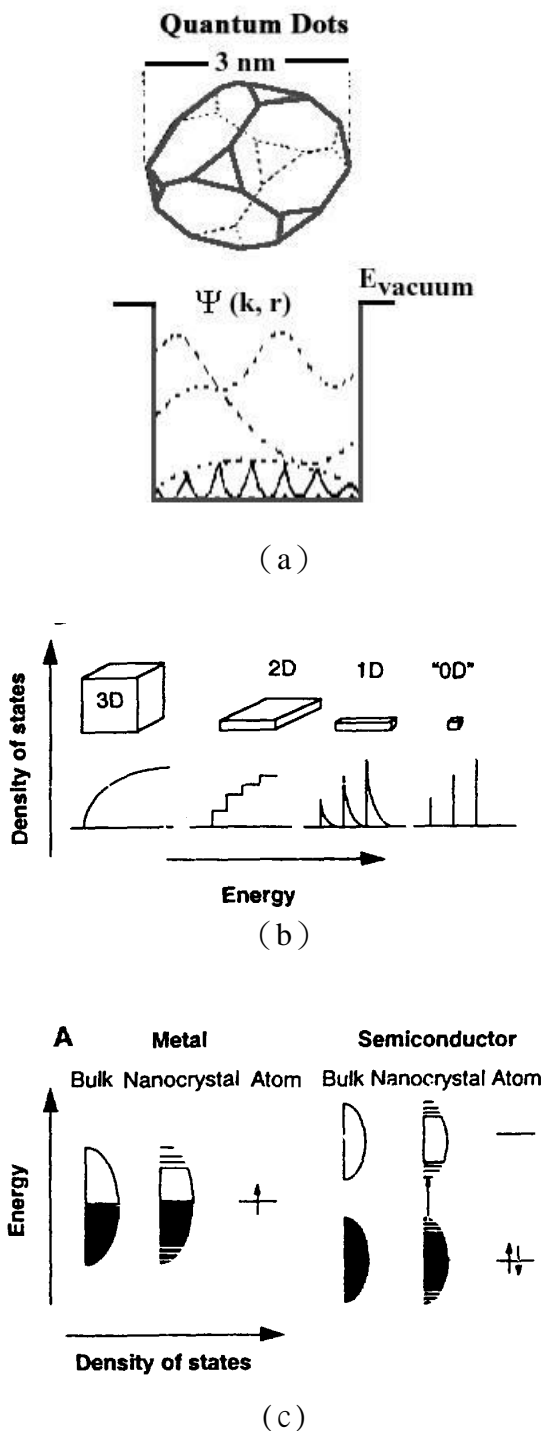 Quantum Dots
3 nm
Ψ (k, r)
E vacuum
(a)
3D
2D
1D
"0D"
Density of states
Energy
(b)
A
Metal
Semiconductor
Bulk Nanocrystal Atom
Bulk Nanocrystal Atom
Energy
Density of states
(c)